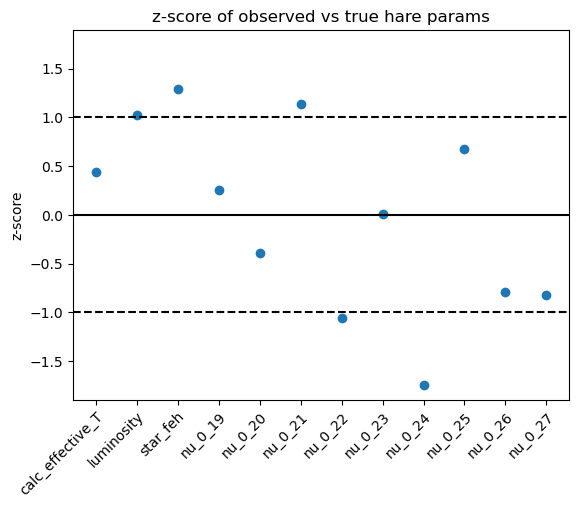 z-score of observed vs true hare params
z-score
1.5
1.0
0.5
0.0
−0.5
−1.0
−1.5
calc_effective_T
luminosity
star_feh
nu_0_19
nu_0_20
nu_0_21
nu_0_22
nu_0_23
nu_0_24
nu_0_25
nu_0_26
nu_0_27